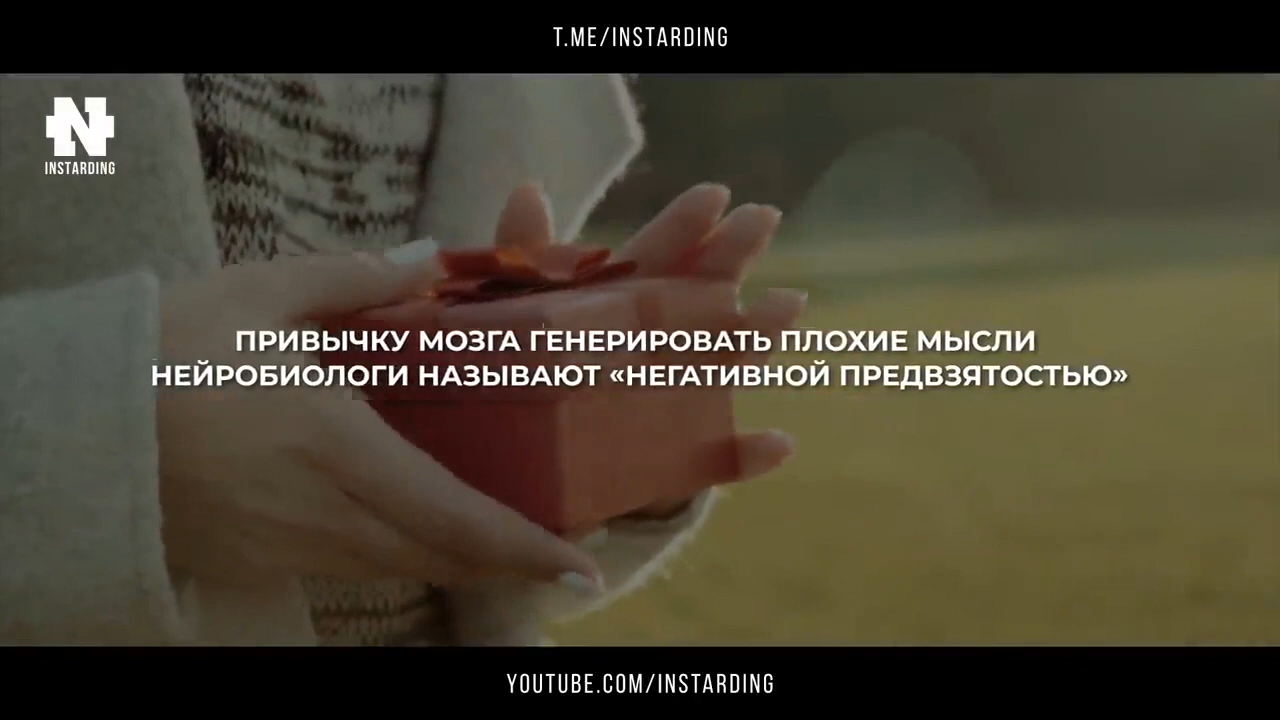 T.ME/INSTARDING
N
INSTARDING
ПРИВЫЧКУ МОЗГА ГЕНЕРИРОВАТЬ ПЛОХИЕ МЫСЛИ
НЕЙРОБИОЛОГИ НАЗЫВАЮТ «НЕГАТИВНОЙ ПРЕДВЗЯТОСТЬЮ»
YOUTUBE.COM/INSTARDING